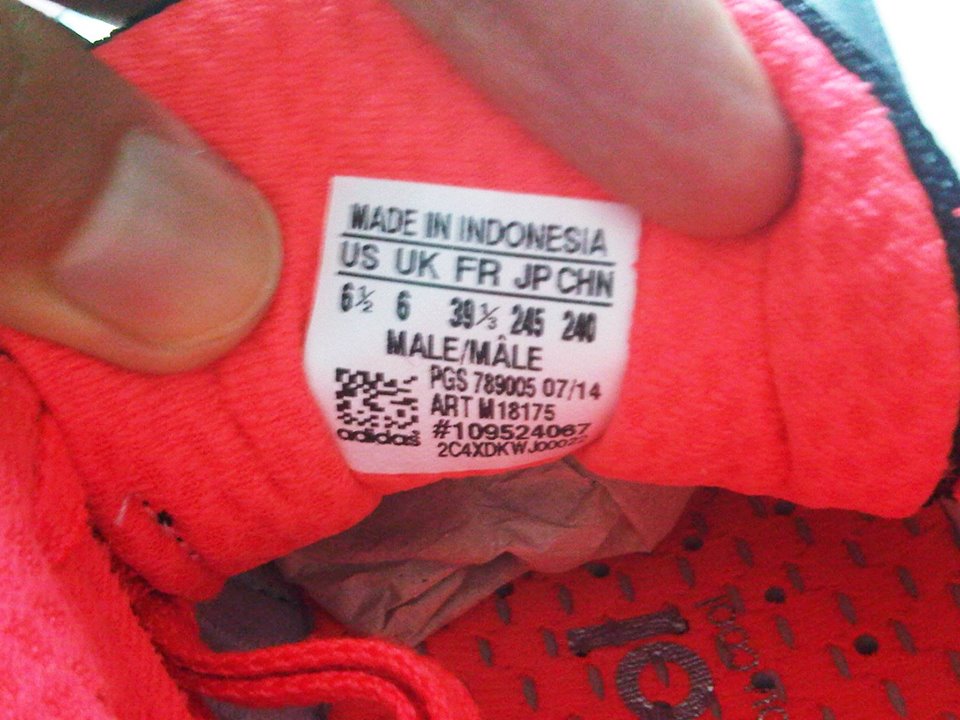 MADE IN INDONESIA
US UK FR JP CHN
6½ 6 39⅓ 245 240
MALE/MÂLE
PGS 789005 07/14
ART M18175
#109524067
adidas